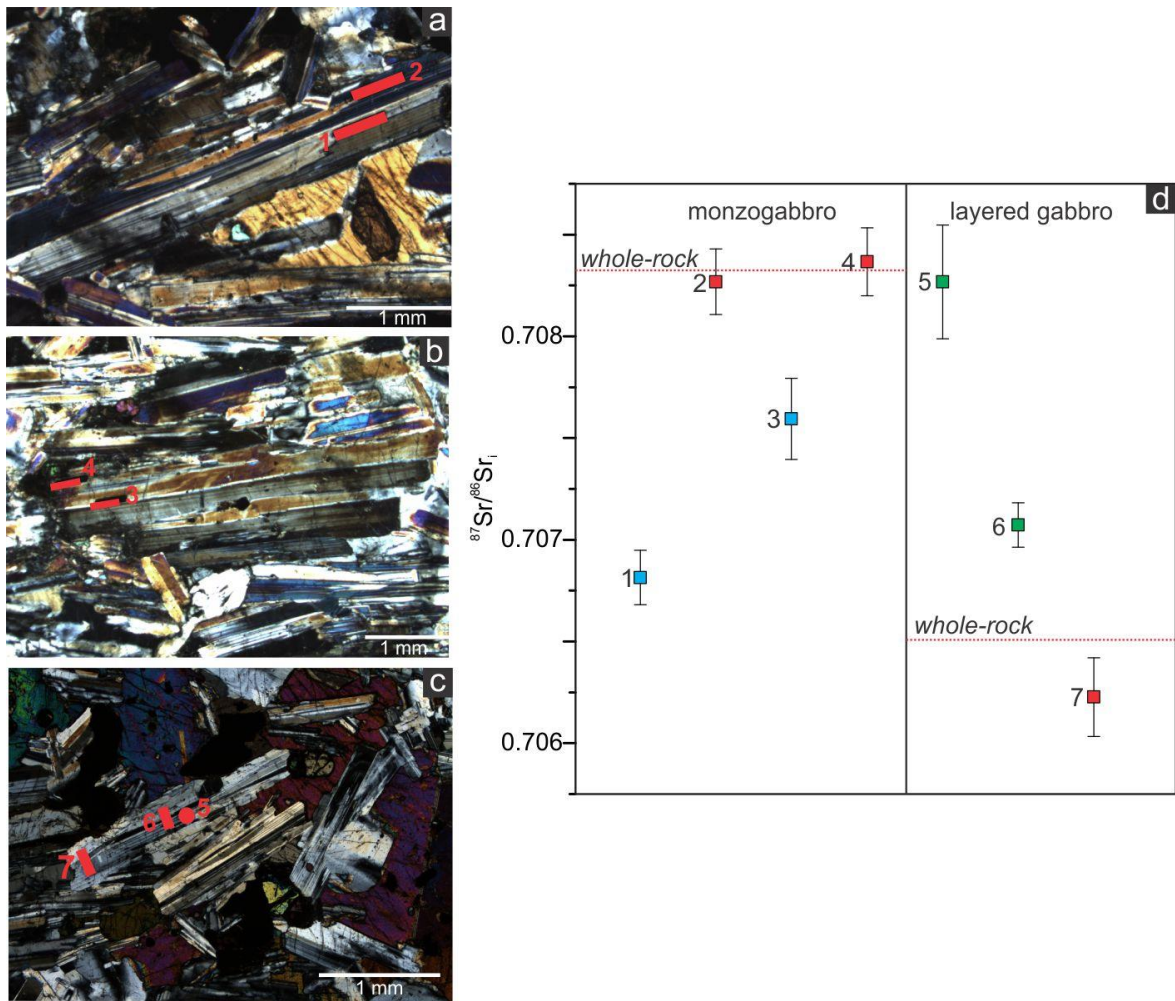 a
2
1
1 mm
b
4
3
1 mm
c
6 5
7
1 mm
d
monzogabbro
layered gabbro
whole-rock
4
2
5
0.708
3
⁸⁷Sr/⁸⁶Srᵢ
0.707
6
1
whole-rock
7
0.706